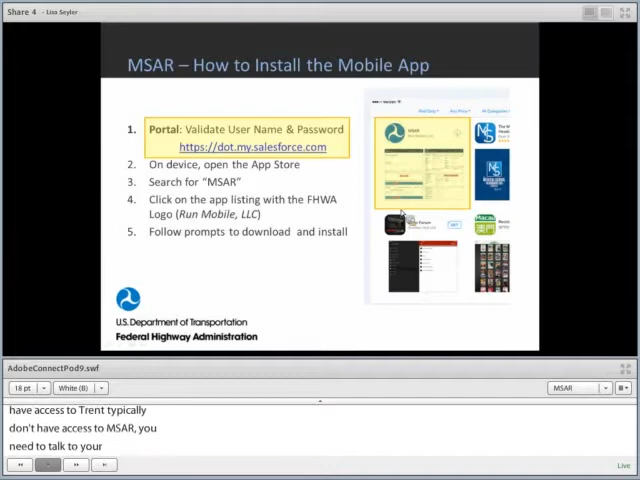 Share 4 - Lisa Seyler
MSAR – How to Install the Mobile App
1. Portal: Validate User Name & Password
https://dot.my.salesforce.com
2. On device, open the App Store
3. Search for “MSAR”
4. Click on the app listing with the FHWA
Logo (Run Mobile, LLC)
5. Follow prompts to download and install
MSAR
U.S. Department of Transportation
Federal Highway Administration
AdobeConnectPod9.swf
18 pt
White (B)
MSAR
have access to Trent typically
don't have access to MSAR, you
need to talk to your
Live